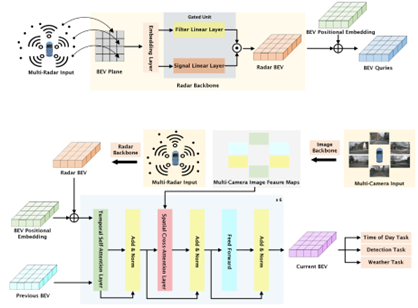 Gated Unit
Filter Linear Layer
Signal Linear Layer
Embedding Layer
Multi-Radar Input
BEV Plane
Radar Backbone
Radar BEV
BEV Positional Embedding
BEV Quries
Radar BEV
Radar Backbone
Multi-Radar Input
Multi-Camera Image Feaure Maps
Image Backbone
Multi-Camera Input
BEV Positional
Embedding
Previous BEV
Temporal Self-Attention Layer
Add & Norm
Spatial Cross-Attention Layer
Add & Norm
Feed Forward
Add & Norm
x 6
Current BEV
Time of Day Task
Detection Task
Weather Task